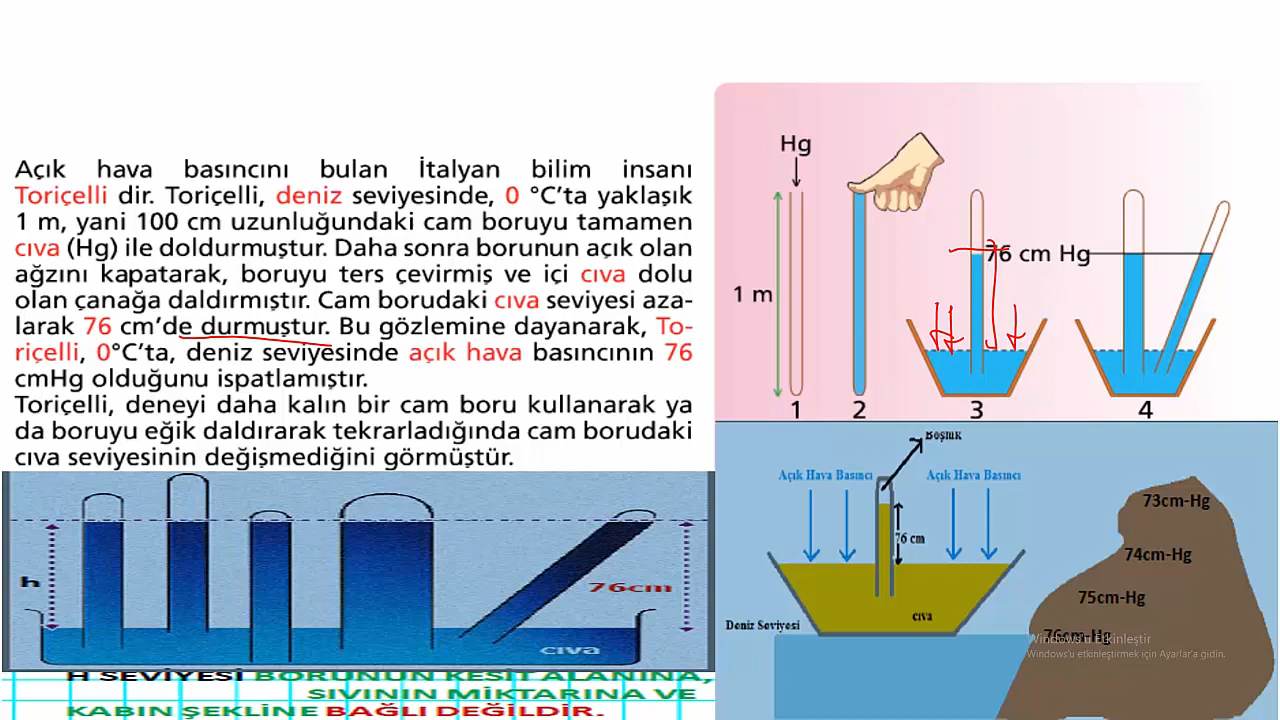 Açık hava basıncını bulan İtalyan bilim insanı
Toriçelli dir. Toriçelli, deniz seviyesinde, 0 °C'ta yaklaşık
1 m, yani 100 cm uzunluğundaki cam boruyu tamamen
cıva (Hg) ile doldurmuştur. Daha sonra borunun açık olan
ağzını kapatarak, boruyu ters çevirmiş ve içi cıva dolu
olan çanağa daldırmıştır. Cam borudaki cıva seviyesi aza-
larak 76 cm'de durmuştur. Bu gözlemine dayanarak, To-
riçelli, 0°C'ta, deniz seviyesinde açık hava basıncının 76
cmHg olduğunu ispatlamıştır.
Toriçelli, deneyi daha kalın bir cam boru kullanarak ya
da boruyu eğik daldırarak tekrarladığında cam borudaki
cıva seviyesinin değişmediğini görmüştür.
h
76cm
cıva
H SEVİYESİ BORUNUN KESİT ALANINA,
SIVININ MİKTARINA VE
KABIN ŞEKLİNE BAĞLI DEĞİLDİR.
Hg
1 m
76 cm Hg
1 2 3 4
Boşluk
Açık Hava Basıncı Açık Hava Basıncı
76 cm
cıva
Deniz Seviyesi
73cm-Hg
74cm-Hg
75cm-Hg
76cm-Hg
Windows'u Etkinleştir
Windows'u etkinleştirmek için Ayarlar'a gidin.